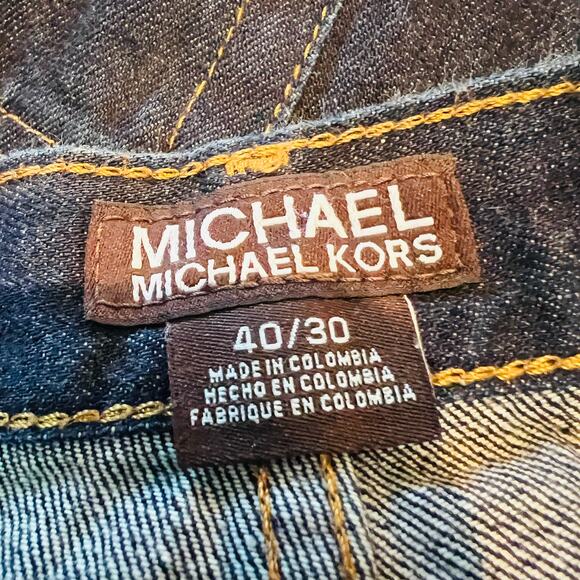 MICHAEL
MICHAEL KORS
40/30
MADE IN COLOMBIA
HECHO EN COLOMBIA
FABRIQUE EN COLOMBIA